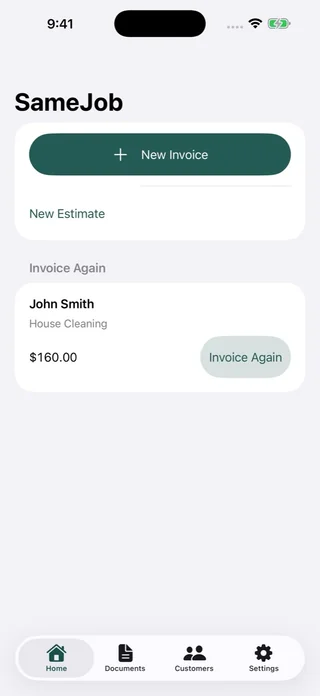 9:41
SameJob
New Invoice
New Estimate
Invoice Again
John Smith
House Cleaning
$160.00
Invoice Again
Home
Documents
Customers
Settings